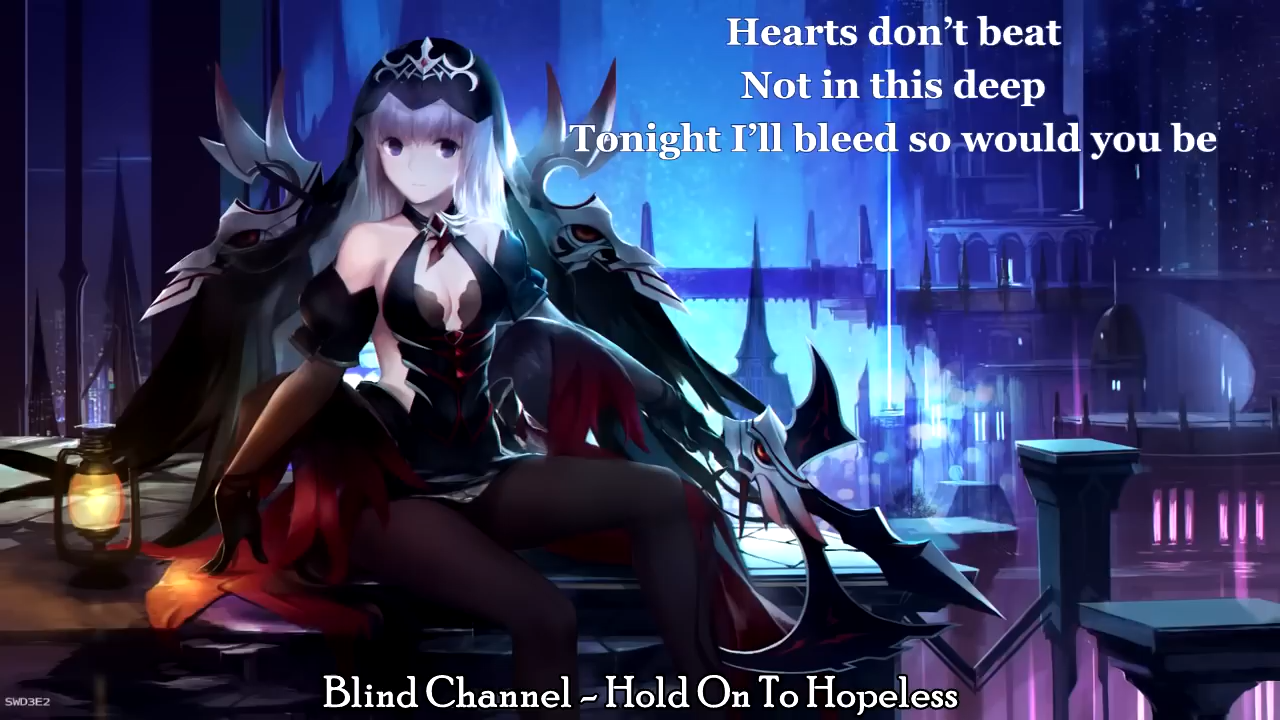 Hearts don’t beat
Not in this deep
Tonight I’ll bleed so would you be
Blind Channel - Hold On To Hopeless
SWD3E2